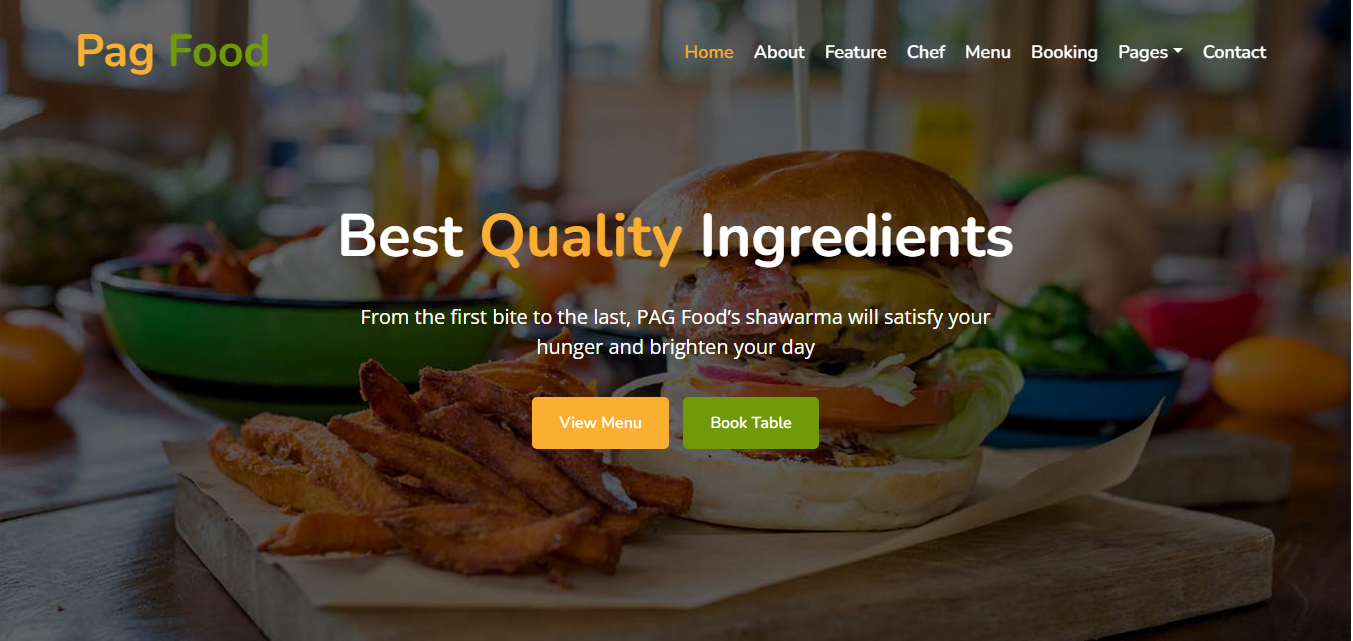 Pag Food
Home About Feature Chef Menu Booking Pages Contact
Best Quality Ingredients
From the first bite to the last, PAG Food’s shawarma will satisfy your
hunger and brighten your day
View Menu Book Table